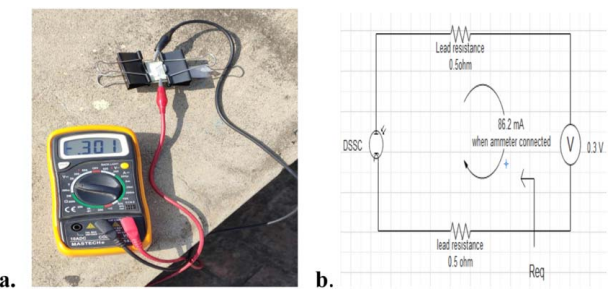 301
MASTECH
a.
Lead resistance
0.5ohm
86.2 mA
when ammeter connected
DSSC
V
0.3 V
+
lead resistance
0.5 ohm
Req
b.